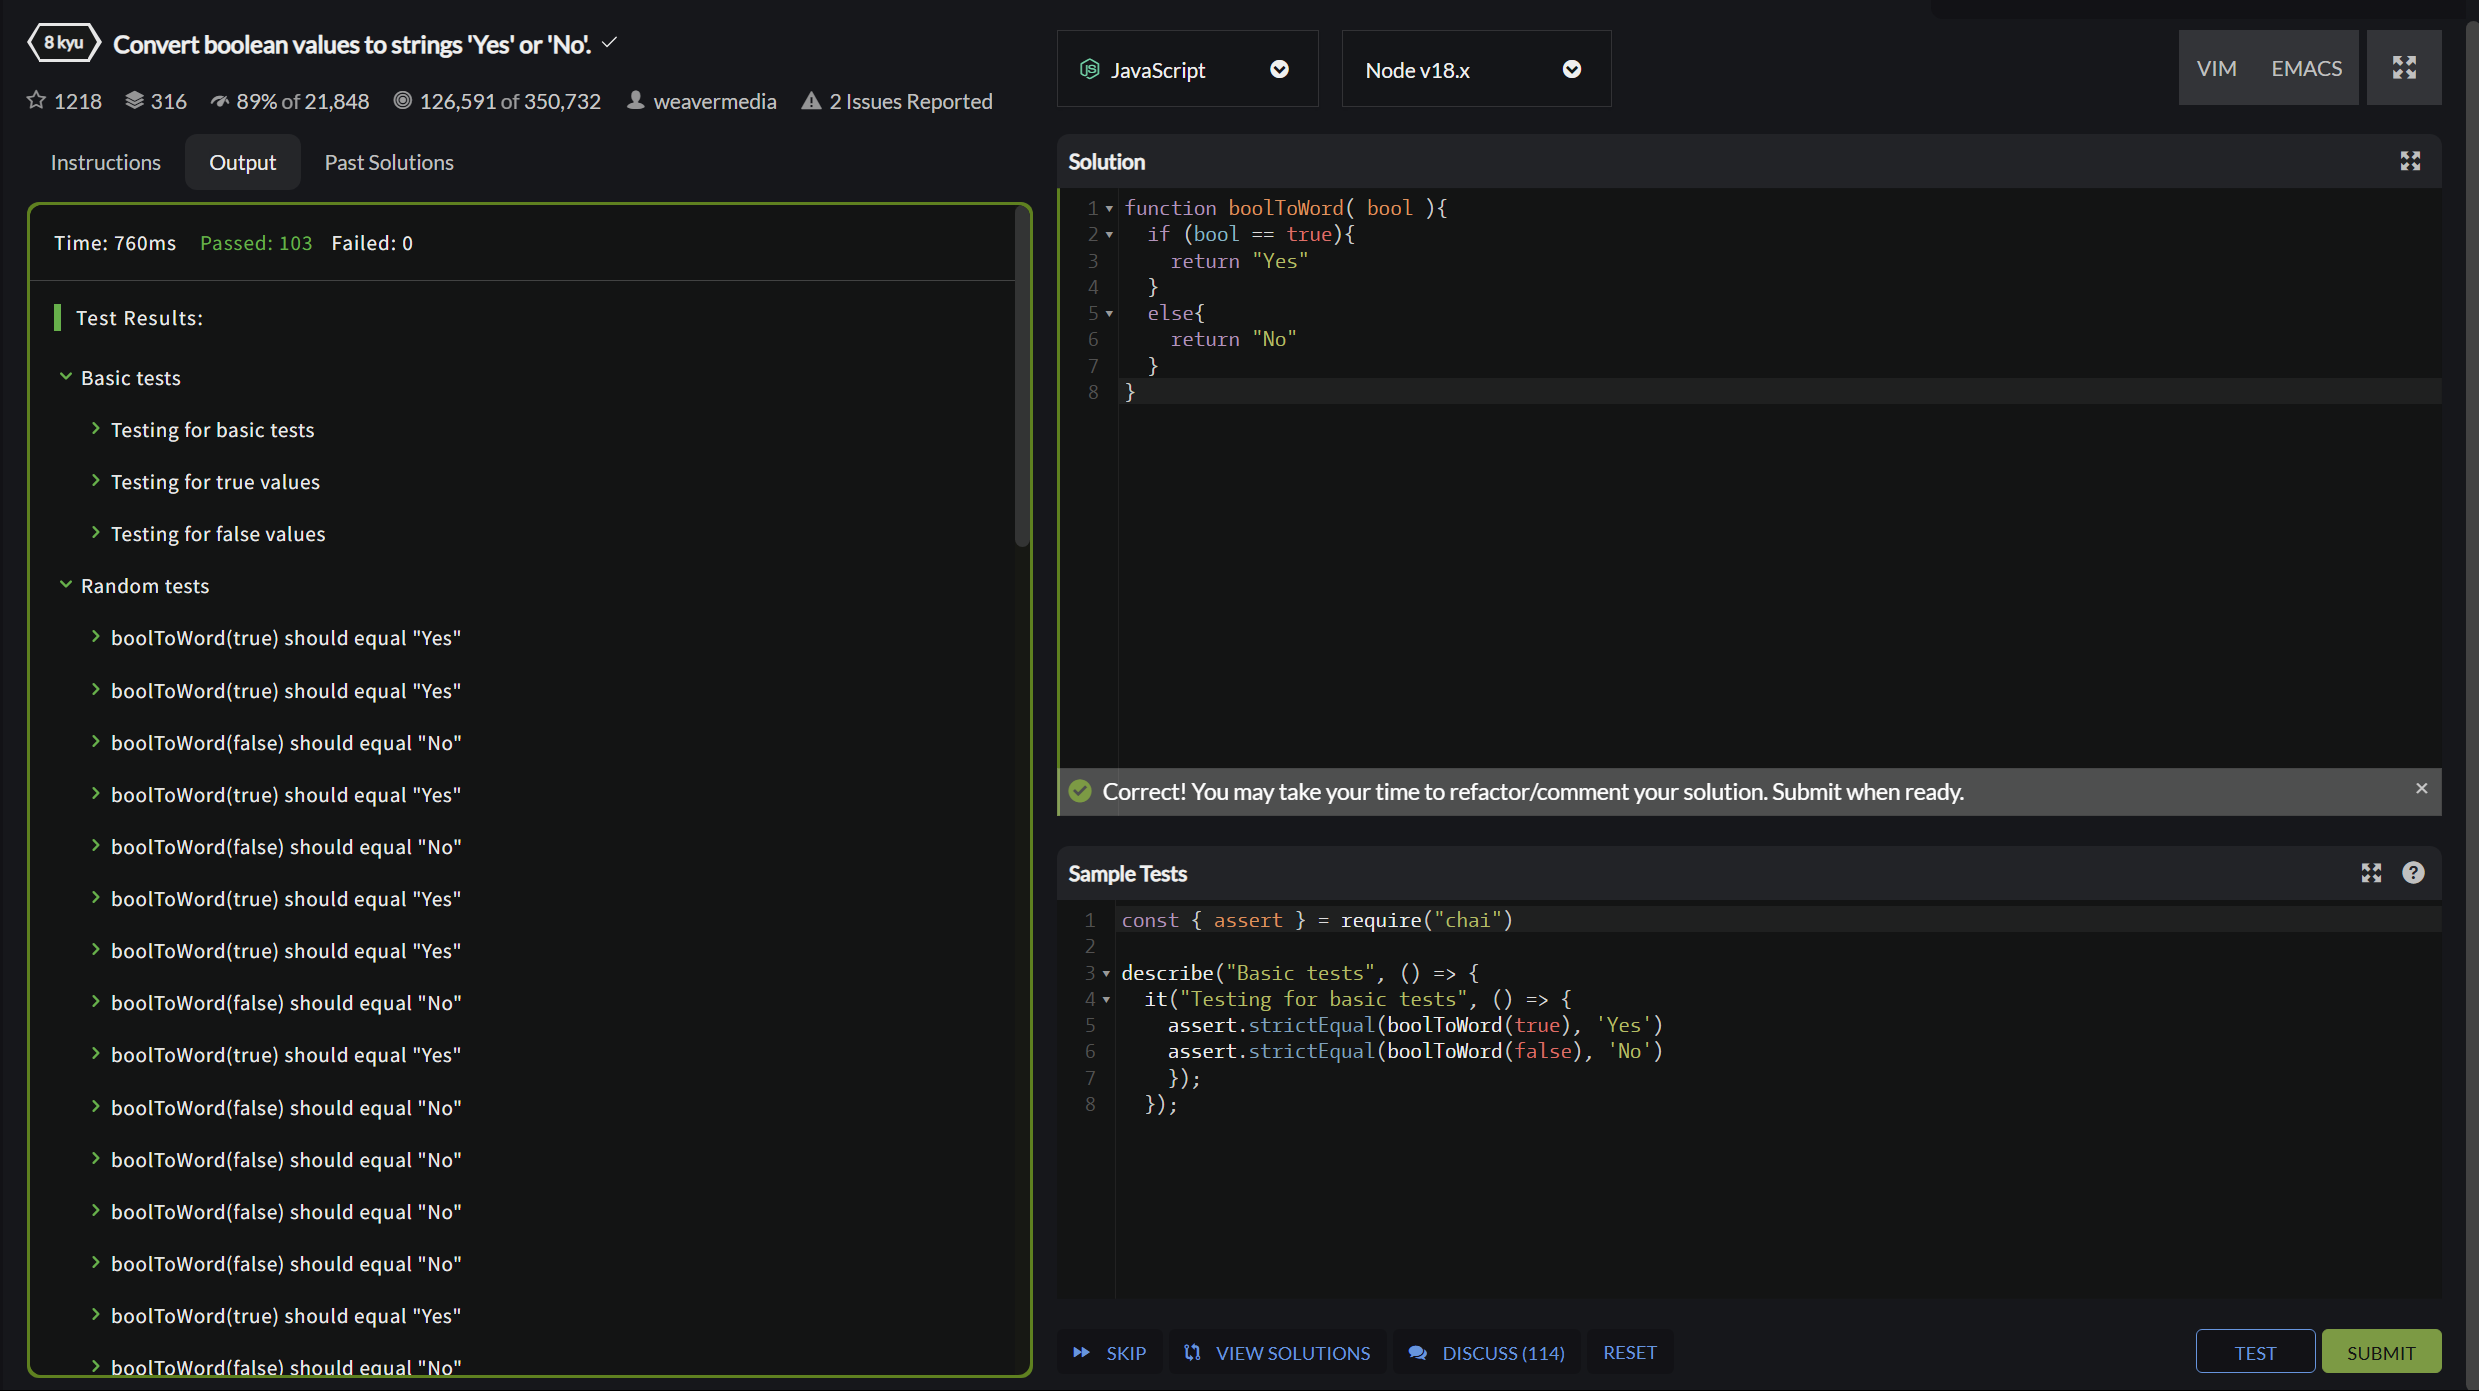 8 kyu Convert boolean values to strings 'Yes' or 'No'.
1218 316 89% of 21,848 126,591 of 350,732 weavermedia 2 Issues Reported
Instructions Output Past Solutions
Time: 760ms Passed: 103 Failed: 0
Test Results:
Basic tests
Testing for basic tests
Testing for true values
Testing for false values
Random tests
boolToWord(true) should equal "Yes"
boolToWord(true) should equal "Yes"
boolToWord(false) should equal "No"
boolToWord(true) should equal "Yes"
boolToWord(false) should equal "No"
boolToWord(true) should equal "Yes"
boolToWord(true) should equal "Yes"
boolToWord(false) should equal "No"
boolToWord(true) should equal "Yes"
boolToWord(false) should equal "No"
boolToWord(false) should equal "No"
boolToWord(false) should equal "No"
boolToWord(false) should equal "No"
boolToWord(true) should equal "Yes"
boolToWord(false) should equal "No"
JS JavaScript Node v18.x VIM EMACS
Solution
1 function boolToWord( bool ){
2 if (bool == true){
3 return "Yes"
4 }
5 else{
6 return "No"
7 }
8 }
Correct! You may take your time to refactor/comment your solution. Submit when ready. ×
Sample Tests ?
1 const { assert } = require("chai")
2
3 describe("Basic tests", () => {
4 it("Testing for basic tests", () => {
5 assert.strictEqual(boolToWord(true), 'Yes')
6 assert.strictEqual(boolToWord(false), 'No')
7 });
8 });
SKIP VIEW SOLUTIONS DISCUSS (114) RESET TEST SUBMIT